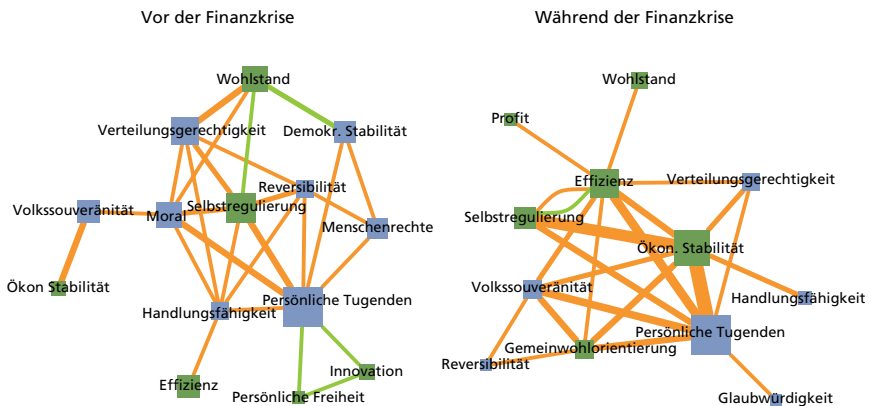 Vor der Finanzkrise
Wohlstand
Verteilungsgerechtigkeit
Demokr. Stabilität
Reversibilität
Volkssouveränität
Moral
Selbstregulierung
Menschenrechte
Ökon Stabilität
Handlungsfähigkeit
Persönliche Tugenden
Effizienz
Innovation
Persönliche Freiheit
Während der Finanzkrise
Wohlstand
Profit
Effizienz
Verteilungsgerechtigkeit
Selbstregulierung
Ökon. Stabilität
Volkssouveränität
Handlungsfähigkeit
Persönliche Tugenden
Gemeinwohlorientierung
Reversibilität
Glaubwürdigkeit